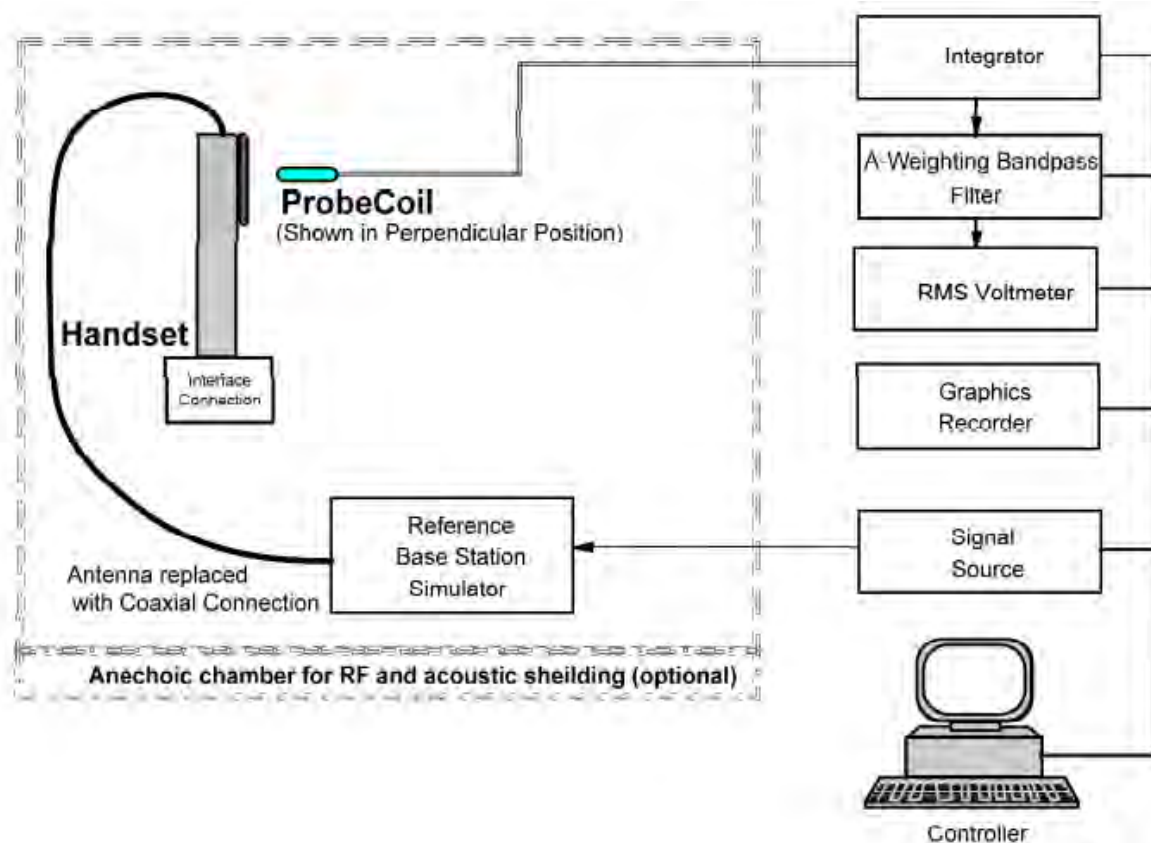 Integrator
A-Weighting Bandpass
Filter
RMS Voltmeter
Graphics
Recorder
Signal
Source
Controller
ProbeCoil
(Shown in Perpendicular Position)
Handset
Interface
Connection
Reference
Base Station
Simulator
Antenna replaced
with Coaxial Connection
Anechoic chamber for RF and acoustic sheilding (optional)